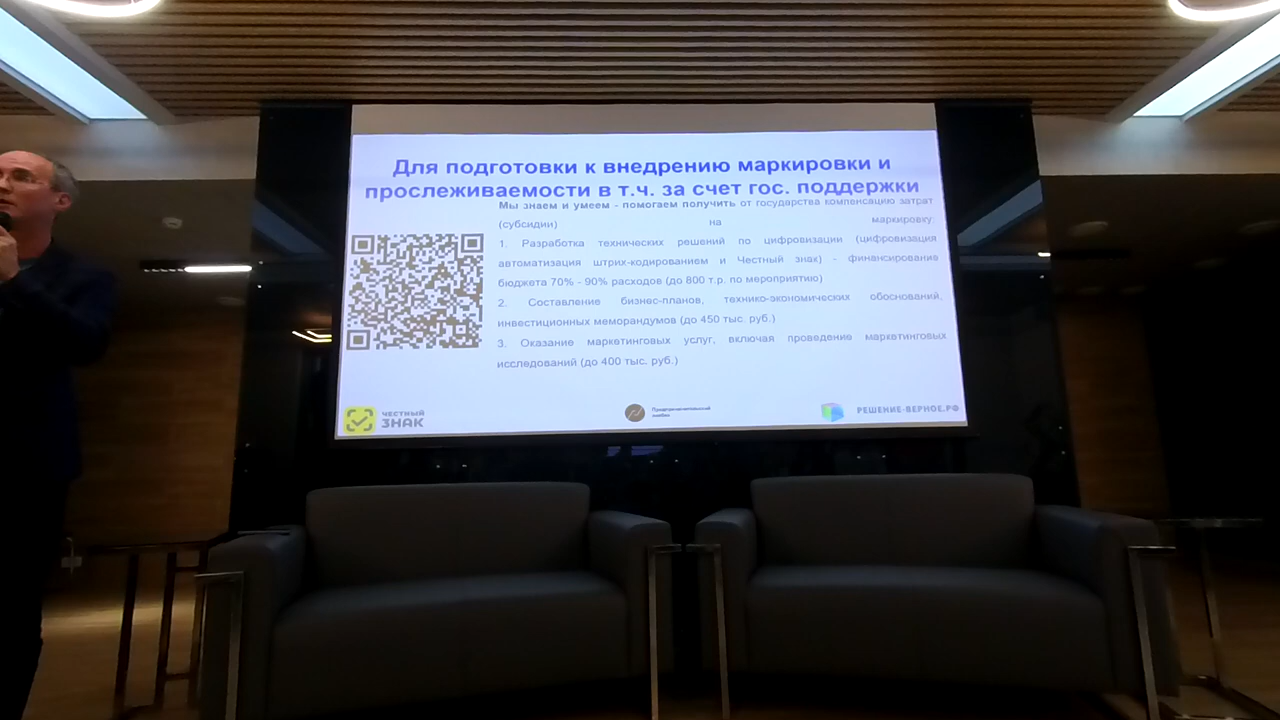 Для подготовки к внедрению маркировки и
прослеживаемости в т.ч. за счет гос. поддержки
Мы знаем и умеем - помогаем получить от государства компенсацию затрат
(субсидии) на маркировку:
1. Разработка технических решений по цифровизации (цифровизация
автоматизация штрих-кодированием и Честный знак) - финансирование
бюджета 70% - 90% расходов (до 800 т.р. по мероприятию)
2. Составление бизнес-планов, технико-экономических обоснований,
инвестиционных меморандумов (до 450 тыс. руб.)
3. Оказание маркетинговых услуг, включая проведение маркетинговых
исследований (до 400 тыс. руб.)
ЧЕСТНЫЙ
ЗНАК
РЕШЕНИЕ-ВЕРНОЕ.РФ